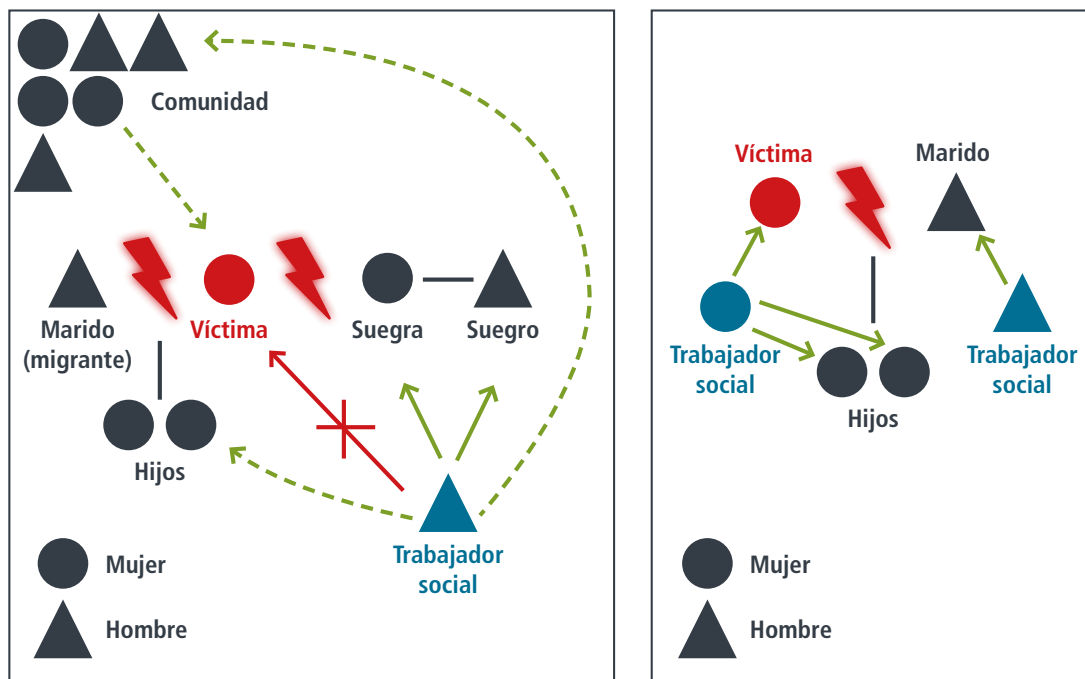 Comunidad
Marido
(migrante)
Víctima
Suegra
Suegro
Hijos
Trabajador
social
Mujer
Hombre
Víctima
Marido
Trabajador
social
Trabajador
social
Hijos
Mujer
Hombre